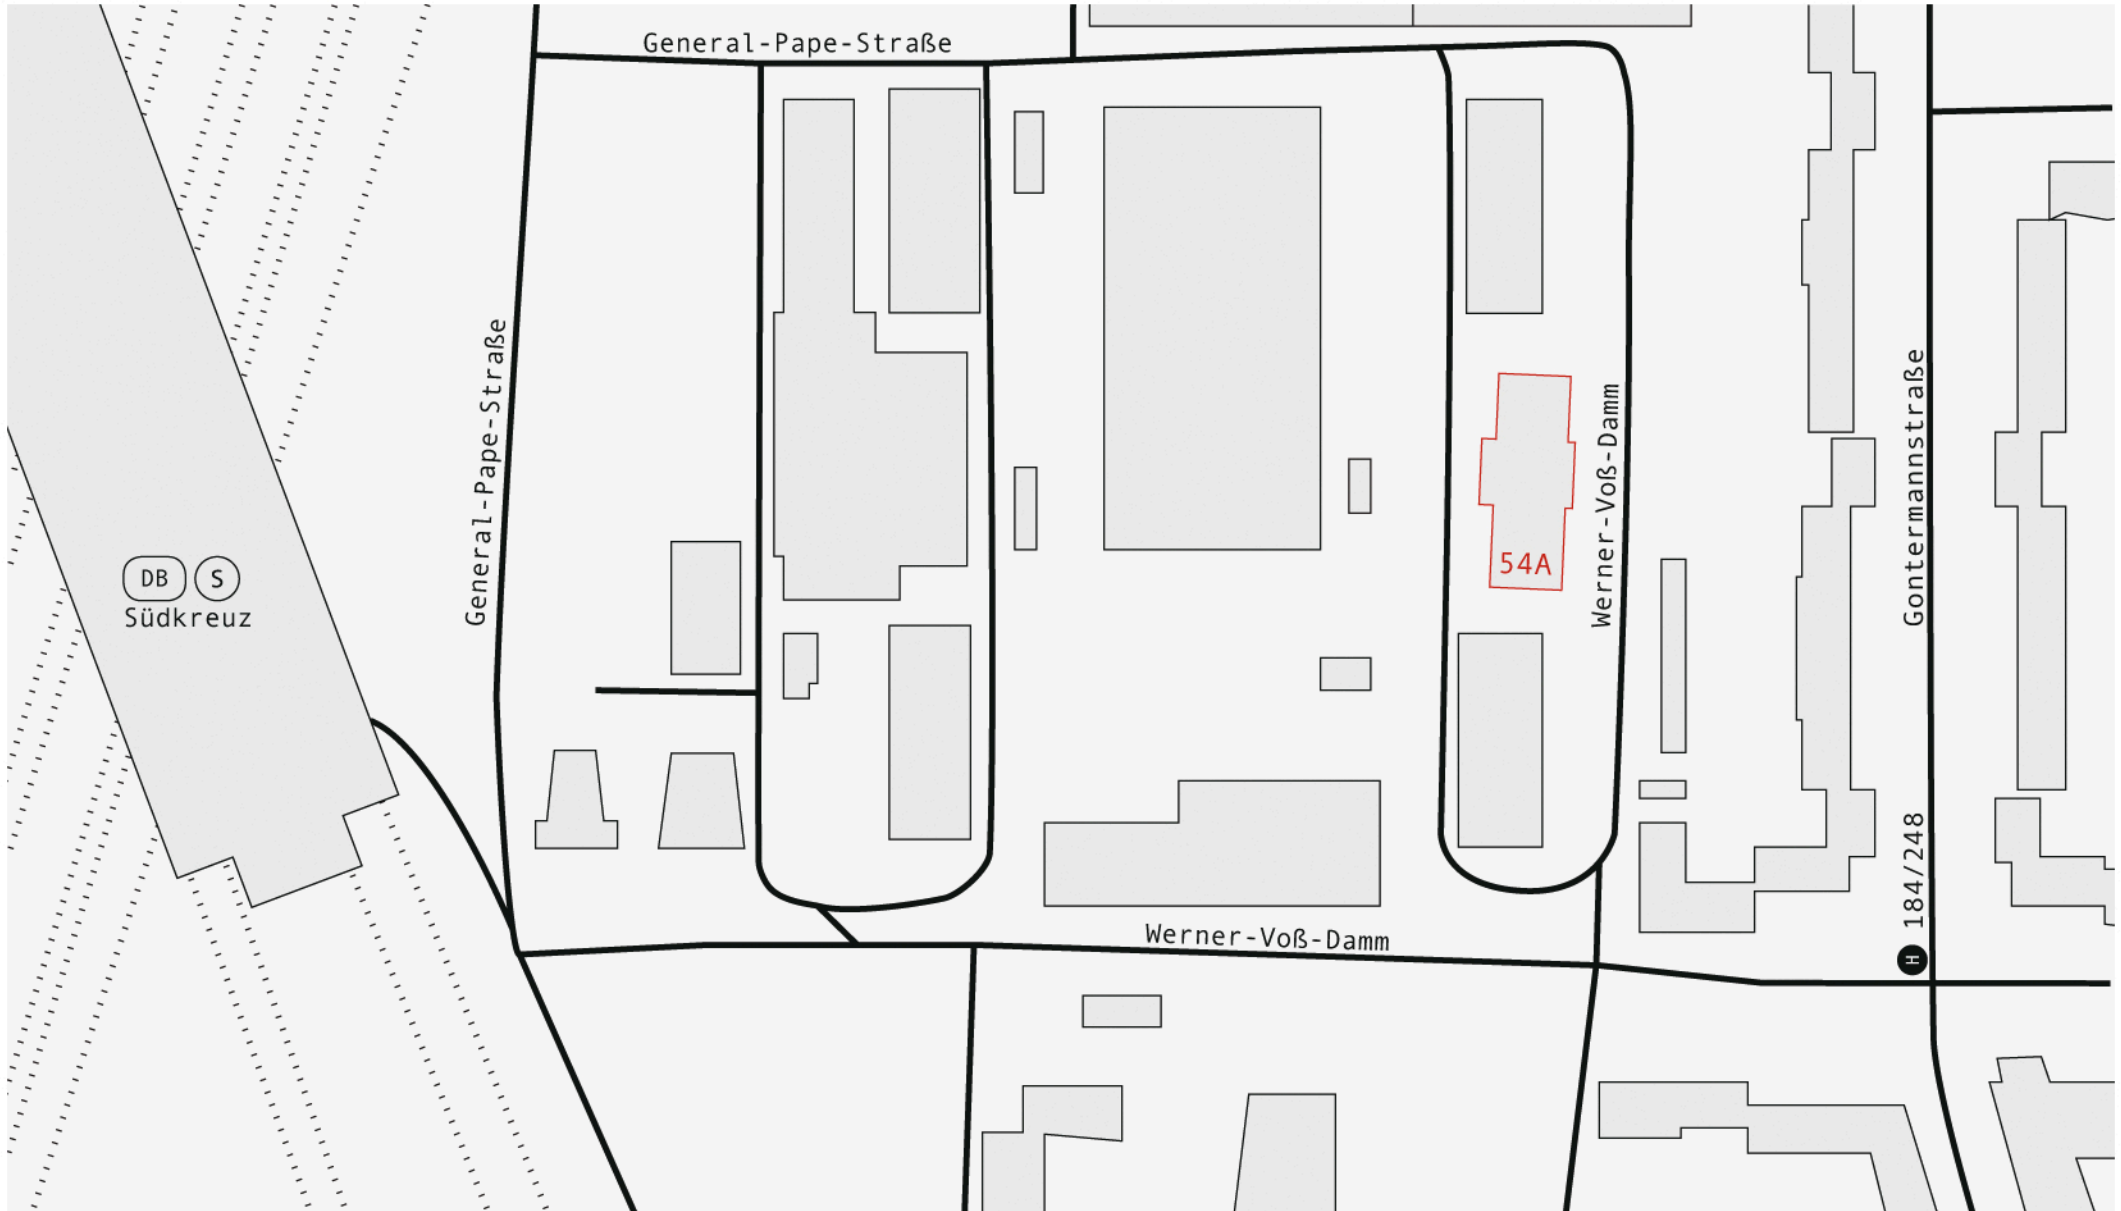 General-Pape-Straße
General-Pape-Straße
DB S
Südkreuz
54A
Werner-Voß-Damm
Gontermannstraße
184/248
H
Werner-Voß-Damm